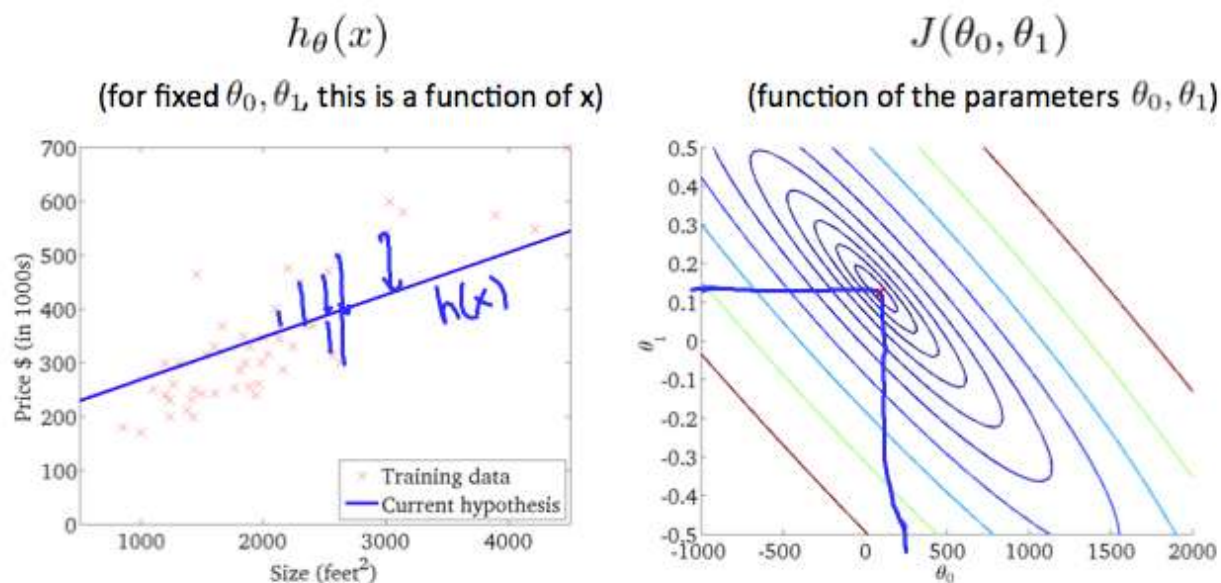 h_θ(x)
(for fixed θ₀, θ₁, this is a function of x)
700
600
500
400
300
200
100
0
Price $ (in 1000s)
h(x)
× Training data
Current hypothesis
1000 2000 3000 4000
Size (feet²)
J(θ₀, θ₁)
(function of the parameters θ₀, θ₁)
0.5
0.4
0.3
0.2
0.1
0
-0.1
-0.2
-0.3
-0.4
-0.5
θ₁
-1000 -500 0 500 1000 1500 2000
θ₀